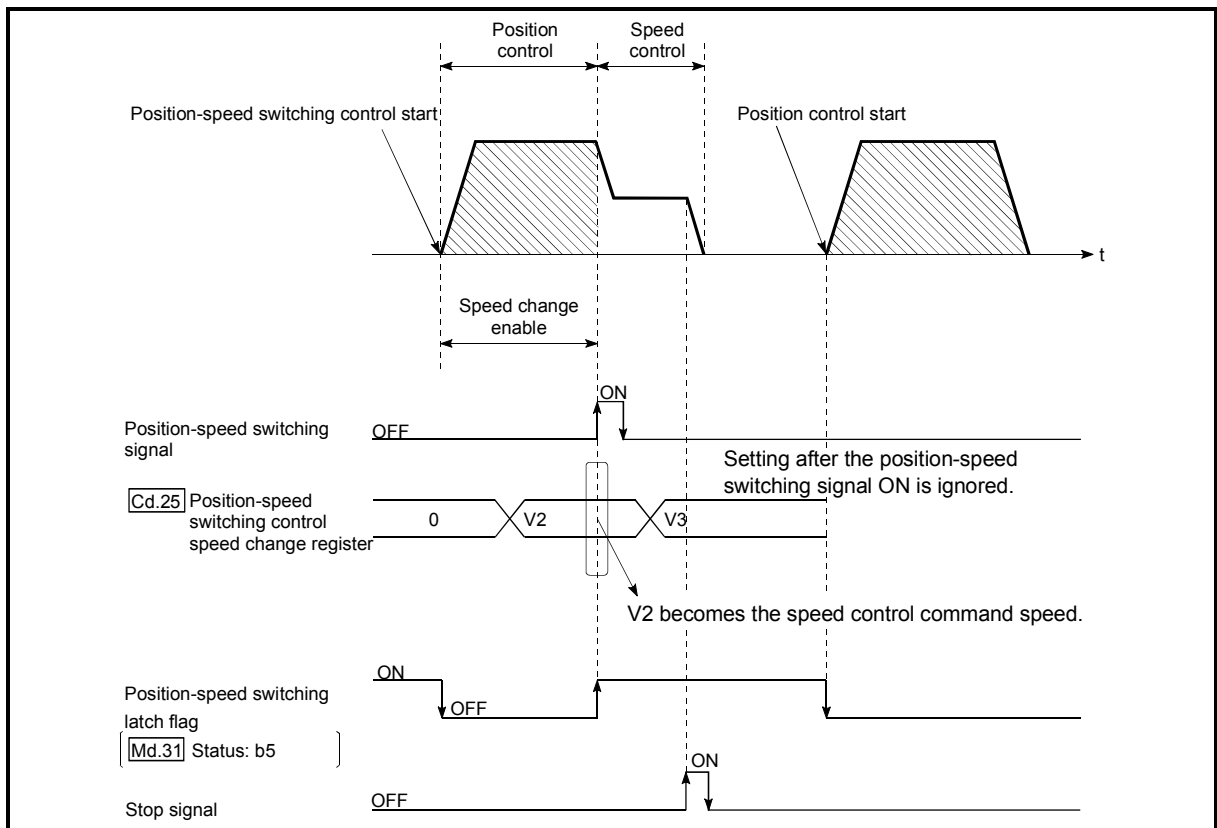 Position
control
Speed
control
Position-speed switching control start
Position control start
t
Speed change
enable
ON
Position-speed switching
signal
OFF
Setting after the position-speed
switching signal ON is ignored.
Cd.25 Position-speed
switching control
speed change register
0
V2
V3
V2 becomes the speed control command speed.
ON
Position-speed switching
latch flag
OFF
Md.31 Status: b5
ON
Stop signal
OFF